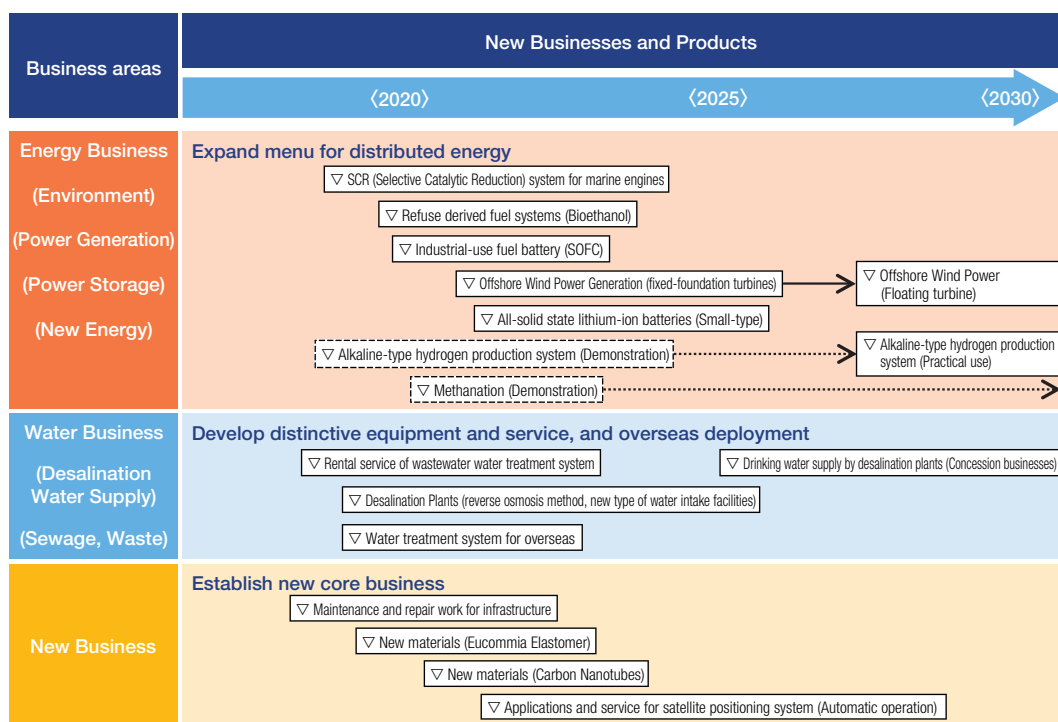 Business areas
New Businesses and Products
〈2020〉
〈2025〉
〈2030〉
Energy Business
(Environment)
(Power Generation)
(Power Storage)
(New Energy)
Expand menu for distributed energy
▽ SCR (Selective Catalytic Reduction) system for marine engines
▽ Refuse derived fuel systems (Bioethanol)
▽ Industrial-use fuel battery (SOFC)
▽ Offshore Wind Power Generation (fixed-foundation turbines)
▽ Offshore Wind Power
(Floating turbine)
▽ All-solid state lithium-ion batteries (Small-type)
▽ Alkaline-type hydrogen production system (Demonstration)
▽ Alkaline-type hydrogen production
system (Practical use)
▽ Methanation (Demonstration)
Water Business
(Desalination
Water Supply)
(Sewage, Waste)
Develop distinctive equipment and service, and overseas deployment
▽ Rental service of wastewater water treatment system
▽ Drinking water supply by desalination plants (Concession businesses)
▽ Desalination Plants (reverse osmosis method, new type of water intake facilities)
▽ Water treatment system for overseas
New Business
Establish new core business
▽ Maintenance and repair work for infrastructure
▽ New materials (Eucommia Elastomer)
▽ New materials (Carbon Nanotubes)
▽ Applications and service for satellite positioning system (Automatic operation)